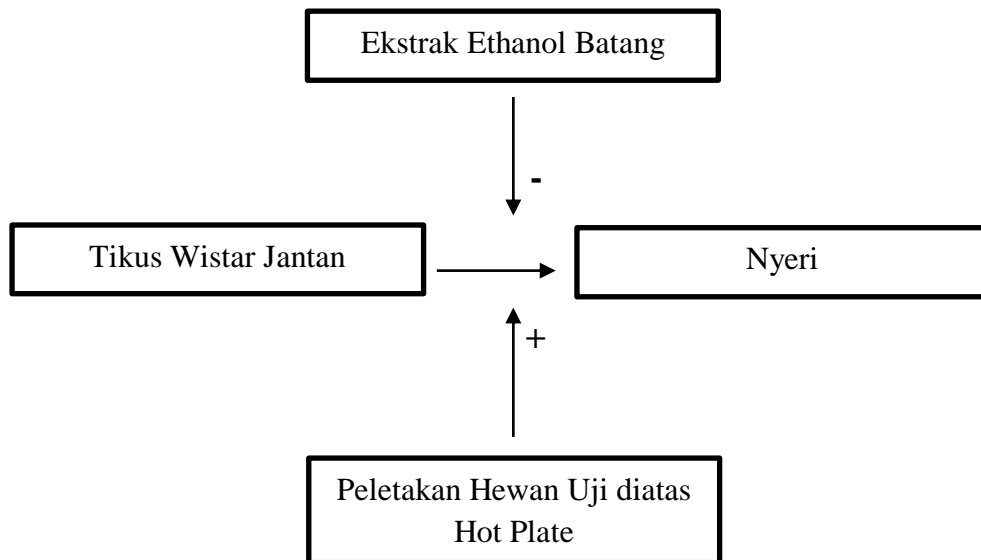 Ekstrak Ethanol Batang
-
Tikus Wistar Jantan
Nyeri
+
Peletakan Hewan Uji diatas
Hot Plate